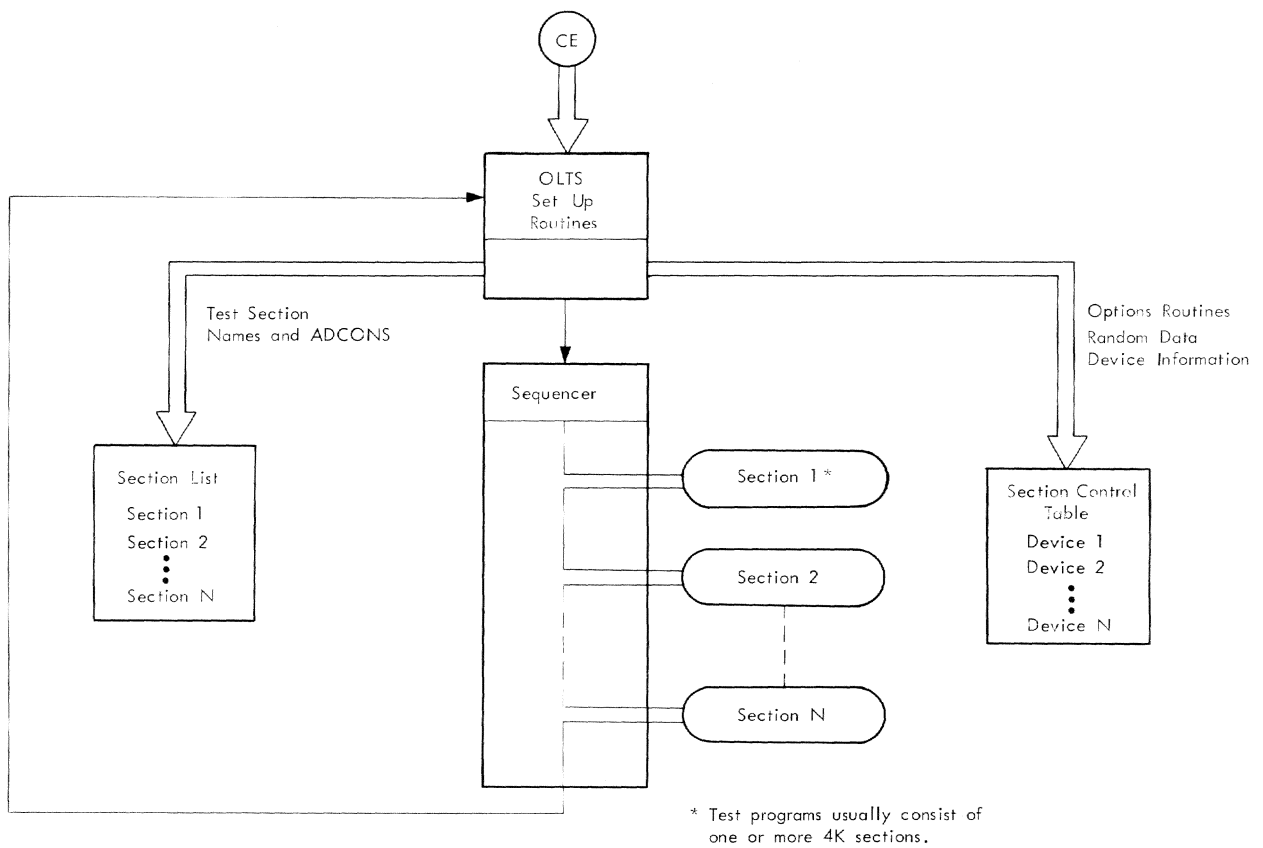 CE
OLTS
Set Up
Routines
Test Section
Names and ADCONS
Options Routines
Random Data
Device Information
Sequencer
Section List
Section 1
Section 2
Section N
Section 1*
Section 2
Section N
Section Control
Table
Device 1
Device 2
Device N
* Test programs usually consist of
one or more 4K sections.